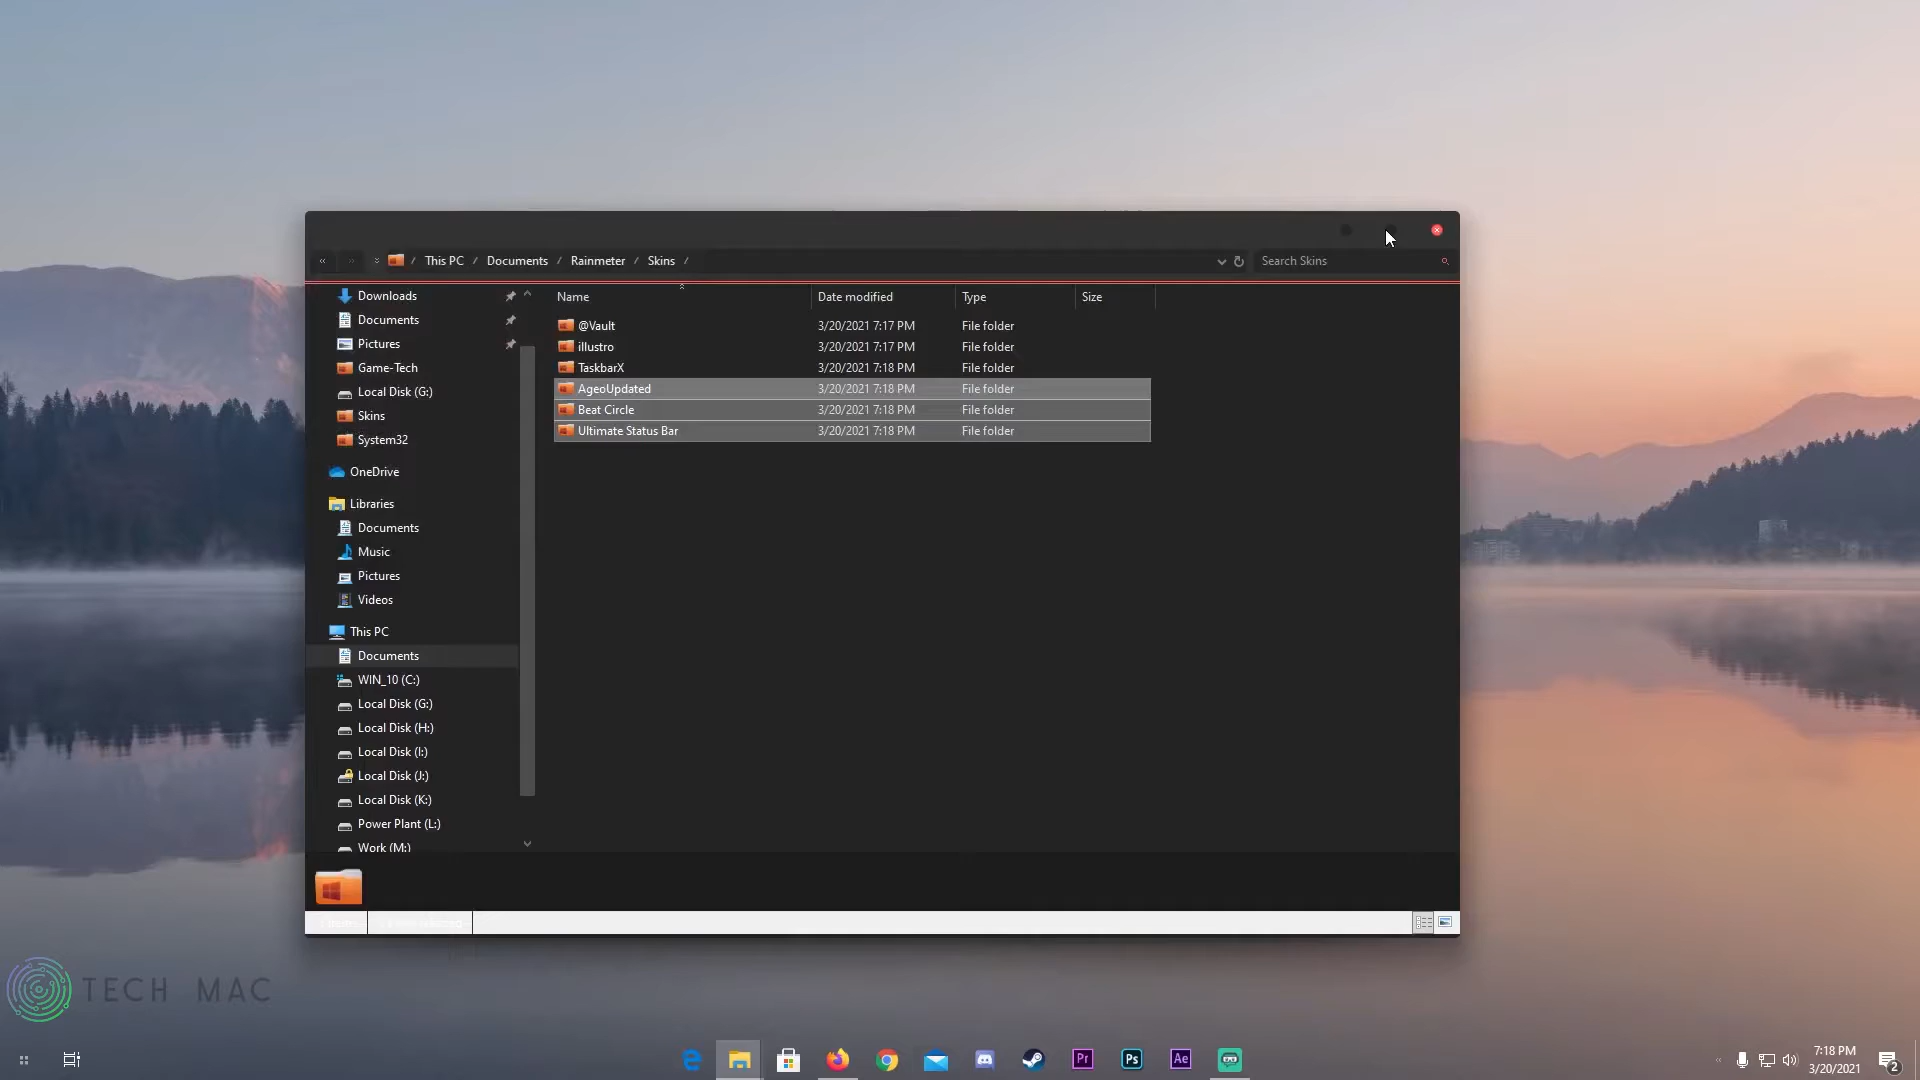 This PC / Documents / Rainmeter / Skins /
Search Skins
Downloads
Documents
Pictures
Game-Tech
Local Disk (G:)
Skins
System32
OneDrive
Libraries
Documents
Music
Pictures
Videos
This PC
Documents
WIN_10 (C:)
Local Disk (G:)
Local Disk (H:)
Local Disk (I:)
Local Disk (J:)
Local Disk (K:)
Power Plant (L:)
Work (M:)
Name Date modified Type Size
@Vault 3/20/2021 7:17 PM File folder
illustro 3/20/2021 7:17 PM File folder
TaskbarX 3/20/2021 7:18 PM File folder
AgeoUpdated 3/20/2021 7:18 PM File folder
Beat Circle 3/20/2021 7:18 PM File folder
Ultimate Status Bar 3/20/2021 7:18 PM File folder
TECH MAC
Pr
Ps
Ae
7:18 PM
3/20/2021
2